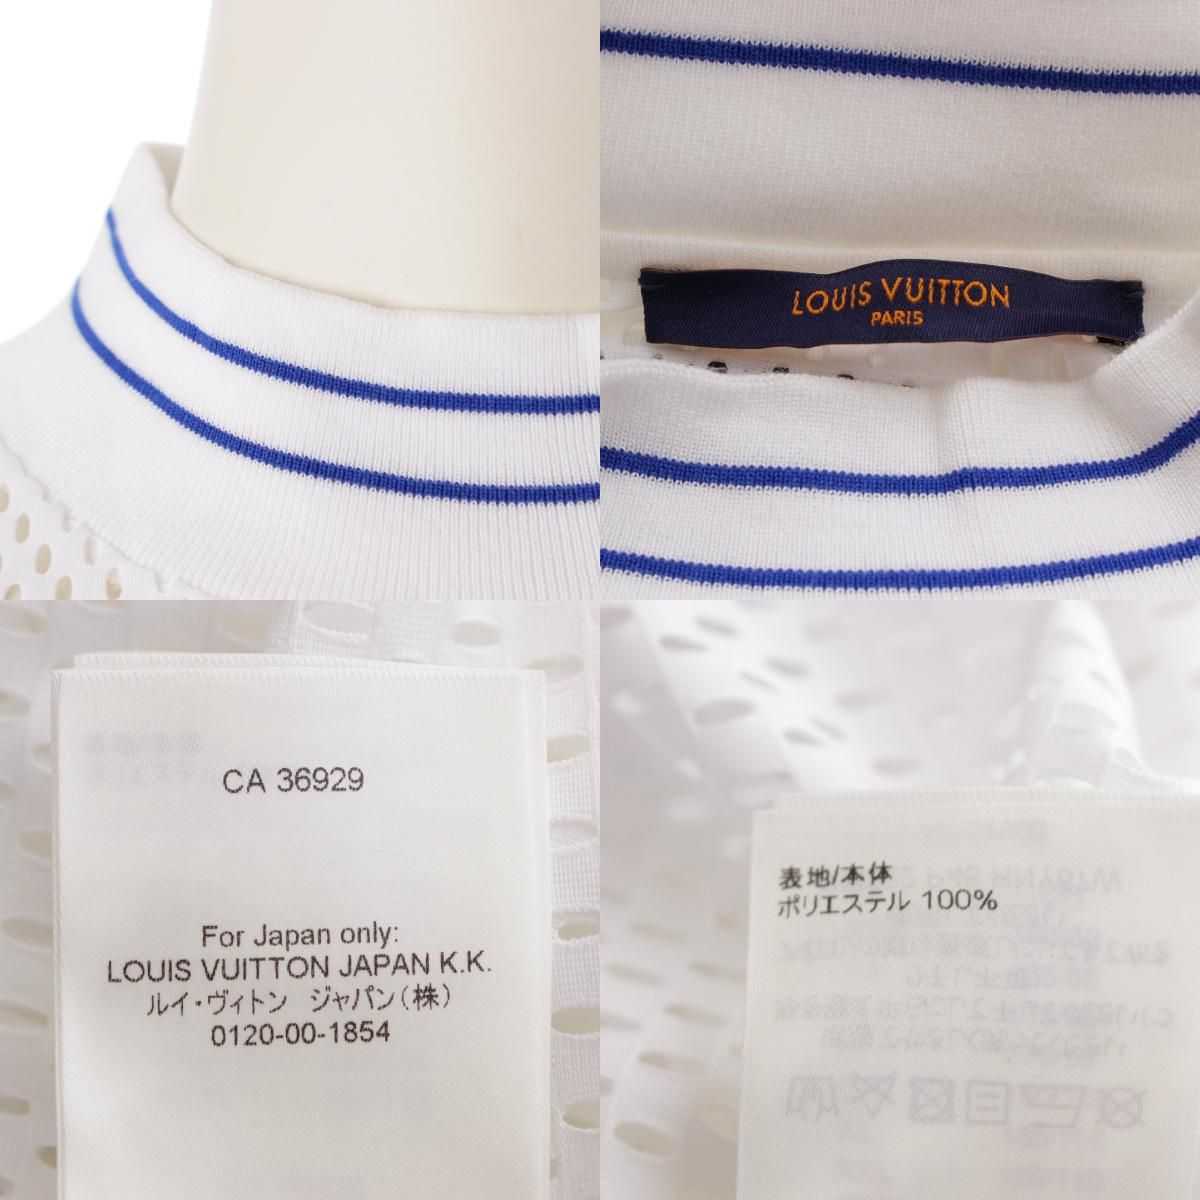 LOUIS VUITTON
PARIS
CA 36929
For Japan only:
LOUIS VUITTON JAPAN K.K.
ルイ・ヴィトン ジャパン(株)
0120-00-1854
表地/本体
ポリエステル 100%